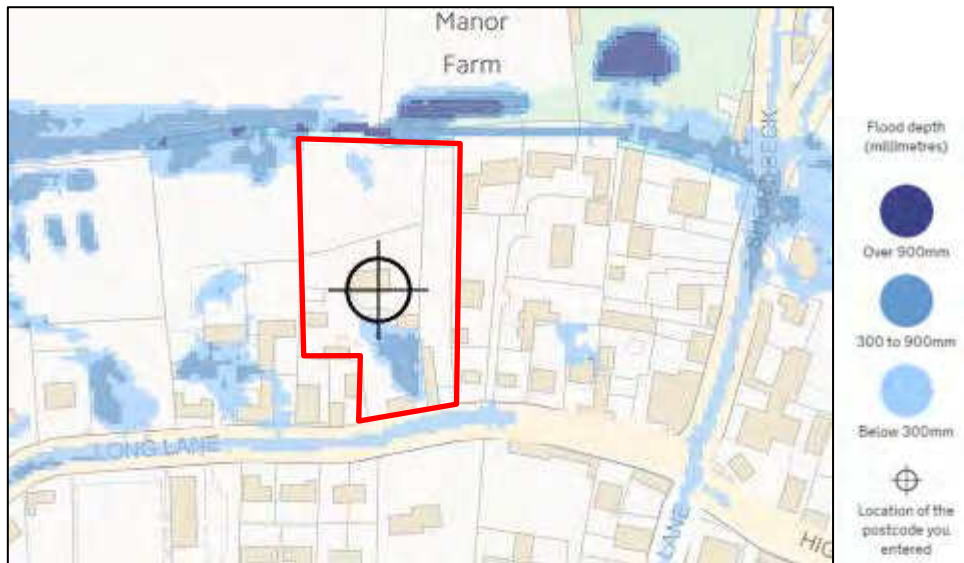 Manor
Farm
LONG LANE
LANE
HIG
Flood depth
(millimetres)
Over 900mm
300 to 900mm
Below 300mm
Location of the
postcode you
entered